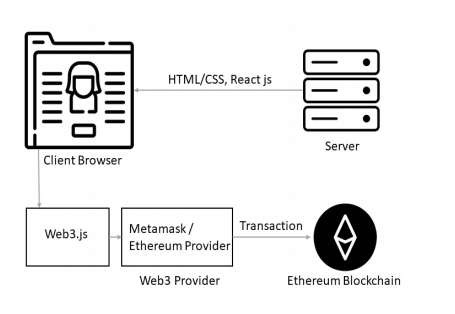 HTML/CSS, React js
Server
Client Browser
Web3.js
Metamask /
Ethereum Provider
Transaction
Web3 Provider
Ethereum Blockchain